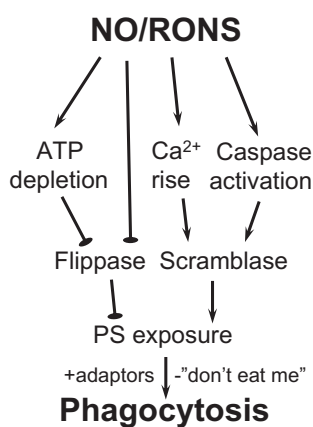 NO/RONS
ATP
depletion
Ca²⁺
rise
Caspase
activation
Flippase Scramblase
PS exposure
+adaptors -"don't eat me"
Phagocytosis